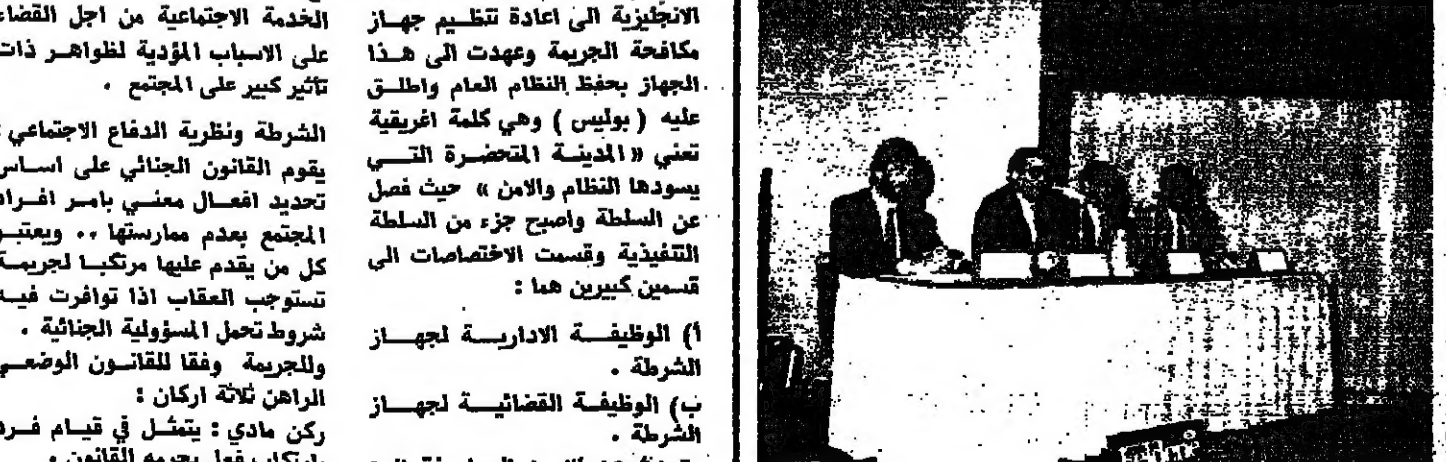 الانجليزية الى اعادة تنظيم جهاز
مكافحة الجريمة وعهدت الى هذا
الجهاز بحفظ النظام العام واطلق
عليه ( بوليس ) وهي كلمة اغريقية
تعني « المدينة المتحضرة التي
يسودها النظام والامن » حيث فصل
عن السلطة واصبح جزء من السلطة
التنفيذية وقسمت الاختصاصات الى
قسمين كبيرين هما :
أ) الوظيفة الادارية لجهاز
الشرطة .
ب) الوظيفة القضائية لجهاز
الشرطة .
الخدمة الاجتماعية من اجل القضاء
على الاسباب المؤدية لظواهر ذات
تأثير كبير على المجتمع .
الشرطة ونظرية الدفاع الاجتماعي :
يقوم القانون الجنائي على اساس
تحديد افعال معني بامر افراد
المجتمع بعدم ممارستها .. ويعتبر
كل من يقدم عليها مرتكبا لجريمة
تستوجب العقاب اذا توافرت فيه
شروط تحمل المسؤولية الجنائية .
وللجريمة وفقا للقانون الوضعي
الراهن ثلاثة اركان :
ركن مادي : يتمثل في قيام فرد
بارتكاب فعل يجرمه القانون .